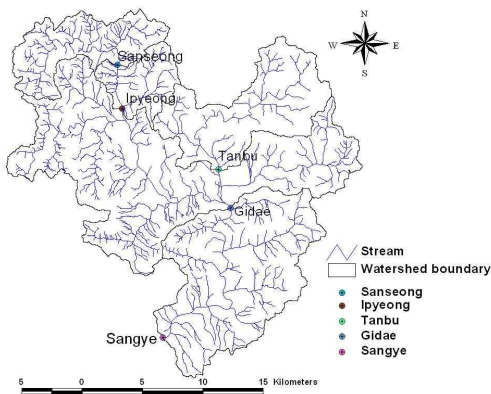 N
W E
S
Sanseong
Ipyeong
Tanbu
Gidae
Sangye
Stream
Watershed boundary
Sanseong
Ipyeong
Tanbu
Gidae
Sangye
5 0 5 10 15 Kilometers